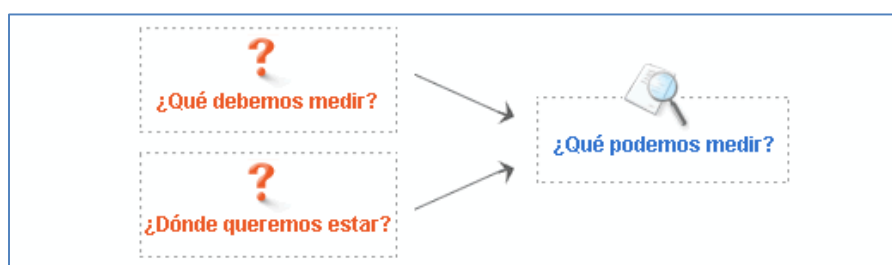 ¿Qué debemos medir?
¿Qué podemos medir?
¿Dónde queremos estar?